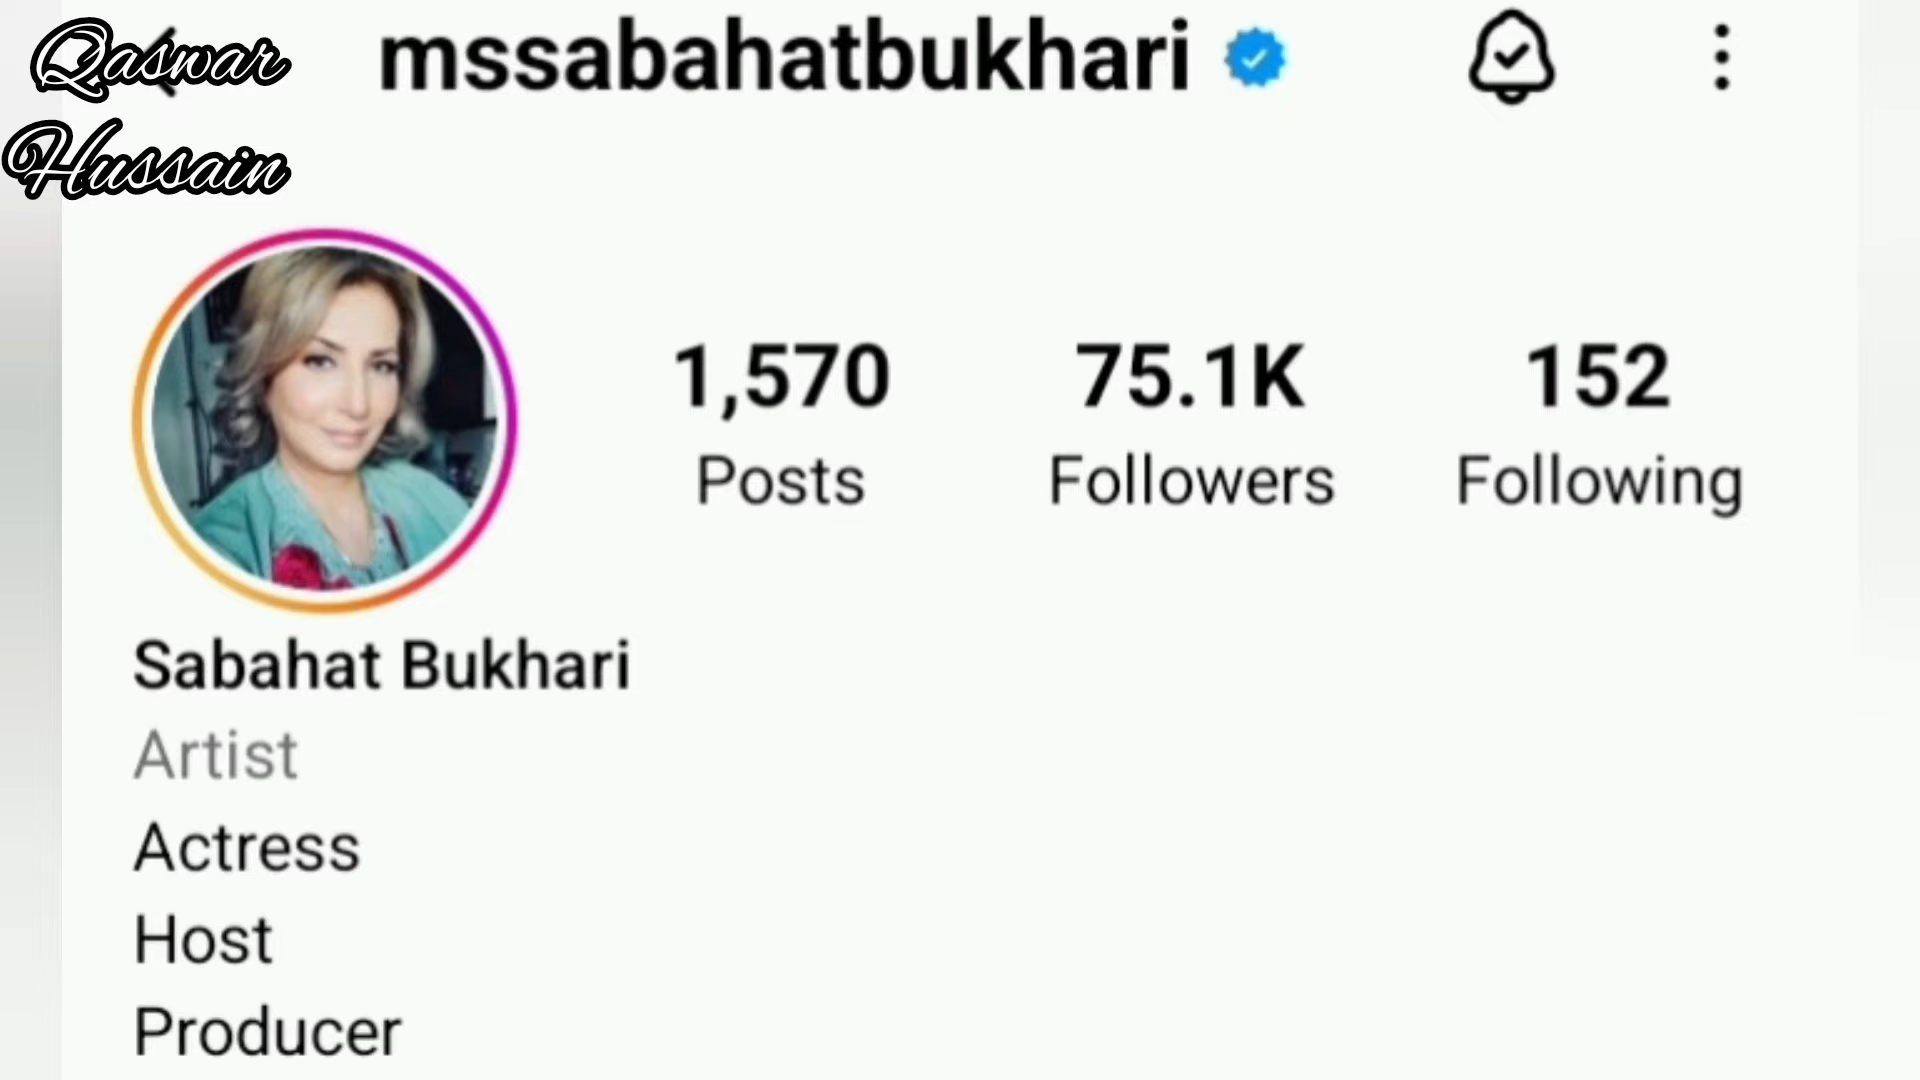 Qaswar
Hussain
mssabahatbukhari
1,570
Posts
75.1K
Followers
152
Following
Sabahat Bukhari
Artist
Actress
Host
Producer